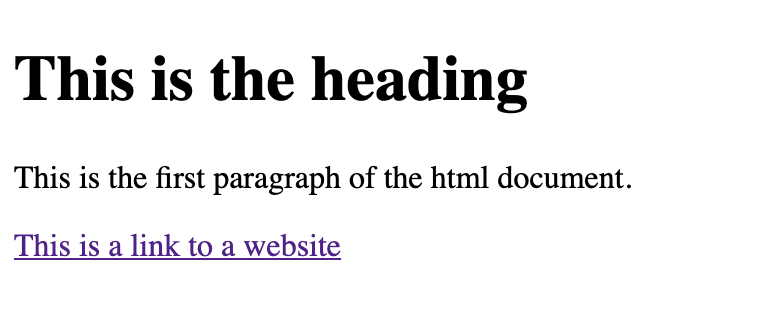 This is the heading
This is the first paragraph of the html document.
This is a link to a website